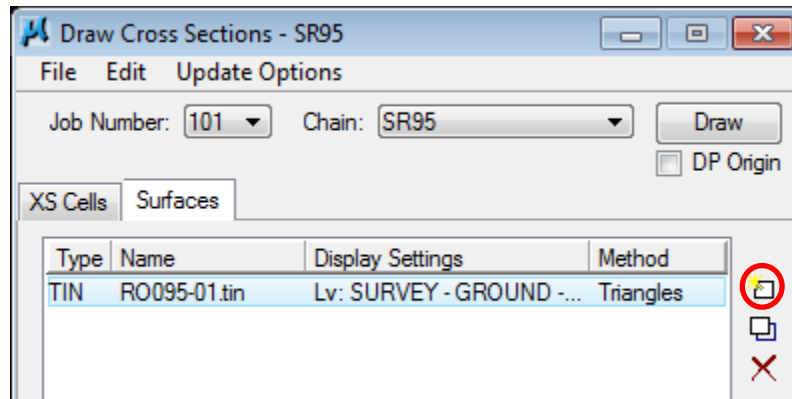 Draw Cross Sections - SR95
File Edit Update Options
Job Number: 101 Chain: SR95 Draw
DP Origin
XS Cells Surfaces
Type Name Display Settings Method
TIN RO095-01.tin Lv: SURVEY - GROUND -... Triangles